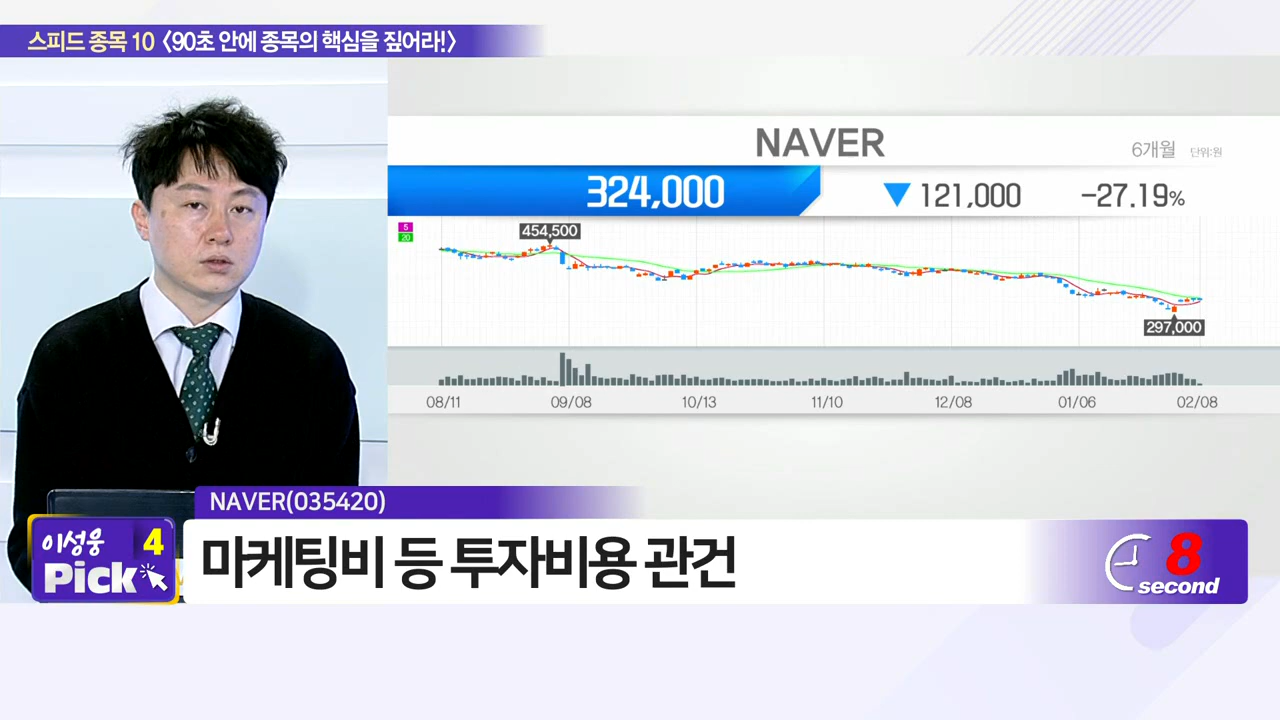 스피드 종목 10 <90초 안에 종목의 핵심을 짚어라!>
NAVER
6개월 단위:원
324,000 ▼ 121,000 -27.19%
5
20
454,500
297,000
08/11 09/08 10/13 11/10 12/08 01/06 02/08
NAVER(035420)
이성웅 4
Pick
마케팅비 등 투자비용 관건
8
second